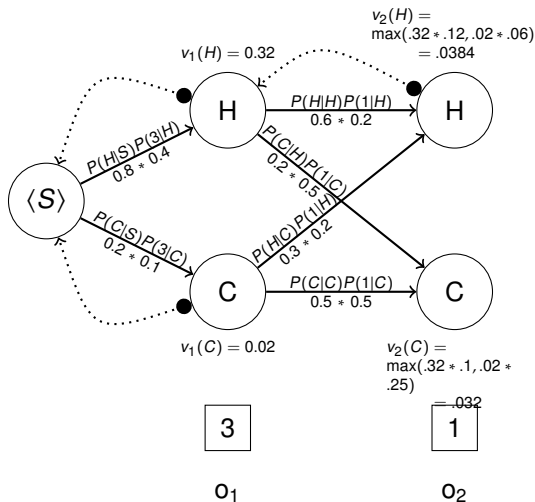 v₂(H) =
max(.32 * .12, .02 * .06)
= .0384
v₁(H) = 0.32
H
P(H|H)P(1|H)
0.6 * 0.2
H
P(H|S)P(3|H)
0.8 * 0.4
P(C|H)P(1|C)
0.2 * 0.5
⟨S⟩
P(C|S)P(3|C)
0.2 * 0.1
P(H|C)P(1|H)
0.3 * 0.2
C
P(C|C)P(1|C)
0.5 * 0.5
C
v₁(C) = 0.02
v₂(C) =
max(.32 * .1, .02 *
.25)
= .032
3
1
o₁
o₂